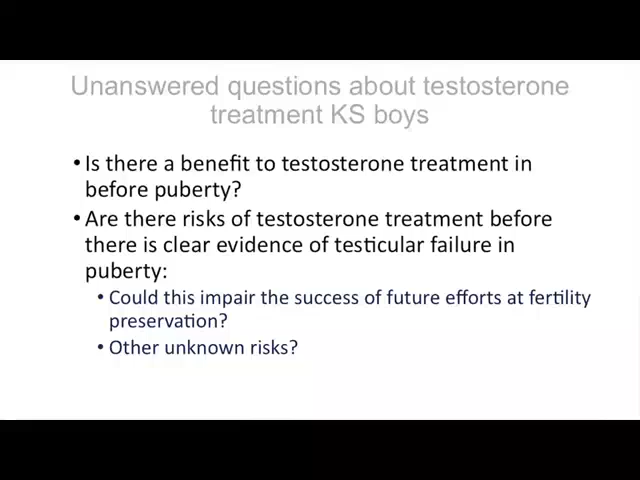 Unanswered questions about testosterone
treatment KS boys
• Is there a benefit to testosterone treatment in
before puberty?
• Are there risks of testosterone treatment before
there is clear evidence of testicular failure in
puberty:
• Could this impair the success of future efforts at fertility
preservation?
• Other unknown risks?